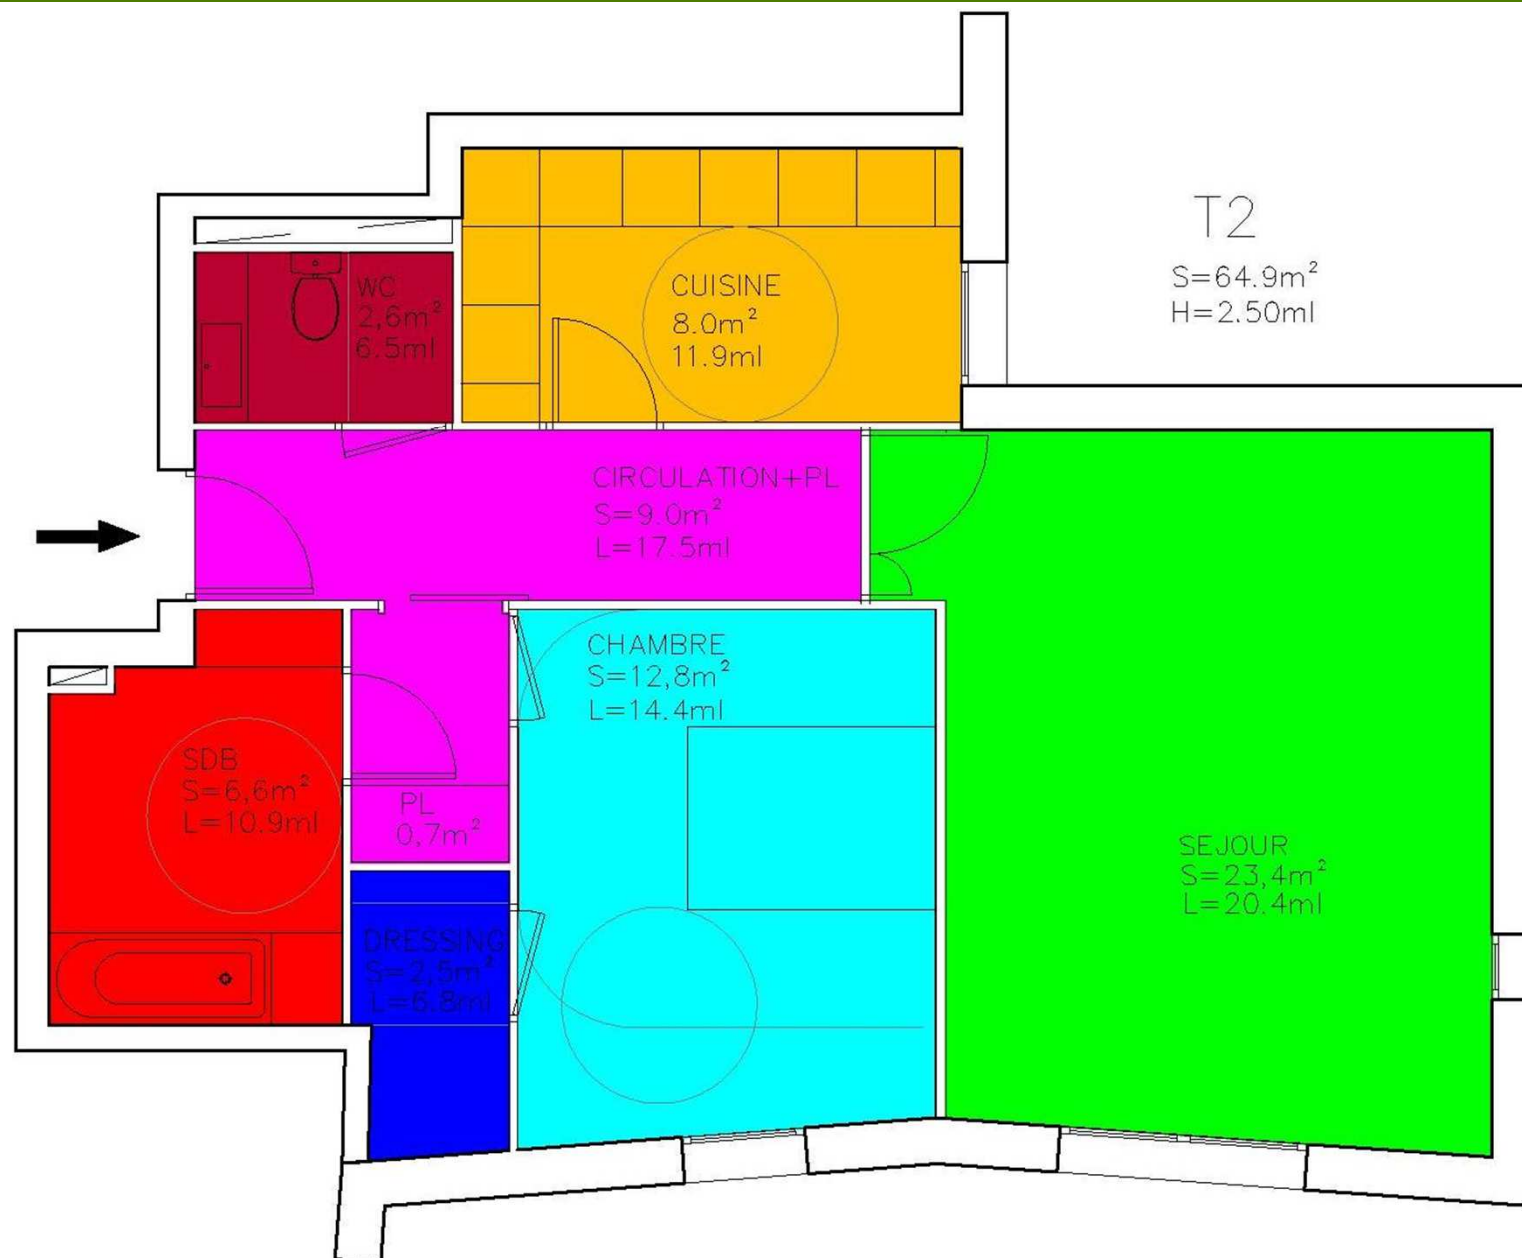 T2
S=64.9m²
H=2.50ml
WC
2,6m²
6.5ml
CUISINE
8.0m²
11.9ml
CIRCULATION+PL
S=9.0m²
L=17.5ml
CHAMBRE
S=12,8m²
L=14.4ml
SDB
S=6,6m²
L=10.9ml
PL
0,7m²
SEJOUR
S=23,4m²
L=20.4ml
DRESSING
S=2,5m²
L=6.8ml